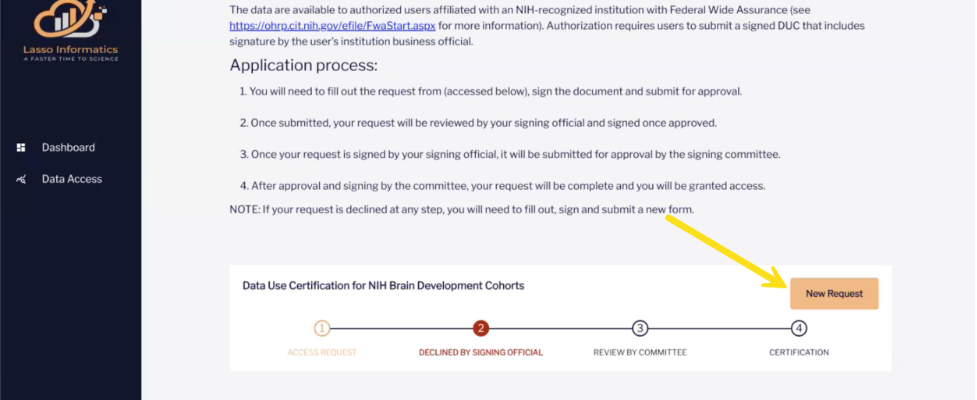 Lasso Informatics
A FASTER TIME TO SCIENCE
Dashboard
Data Access
The data are available to authorized users affiliated with an NIH-recognized institution with Federal Wide Assurance (see
https://ohrp.cit.nih.gov/efile/FwaStart.aspx for more information). Authorization requires users to submit a signed DUC that includes
signature by the user's institution business official.
Application process:
1. You will need to fill out the request from (accessed below), sign the document and submit for approval.
2. Once submitted, your request will be reviewed by your signing official and signed once approved.
3. Once your request is signed by your signing official, it will be submitted for approval by the signing committee.
4. After approval and signing by the committee, your request will be complete and you will be granted access.
NOTE: If your request is declined at any step, you will need to fill out, sign and submit a new form.
Data Use Certification for NIH Brain Development Cohorts
New Request
1 2 3 4
ACCESS REQUEST DECLINED BY SIGNING OFFICIAL REVIEW BY COMMITTEE CERTIFICATION